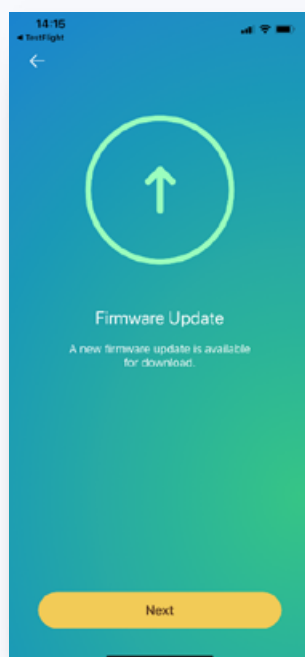 14:15
TestFlight
Firmware Update
A new firmware update is available
for download.
Next